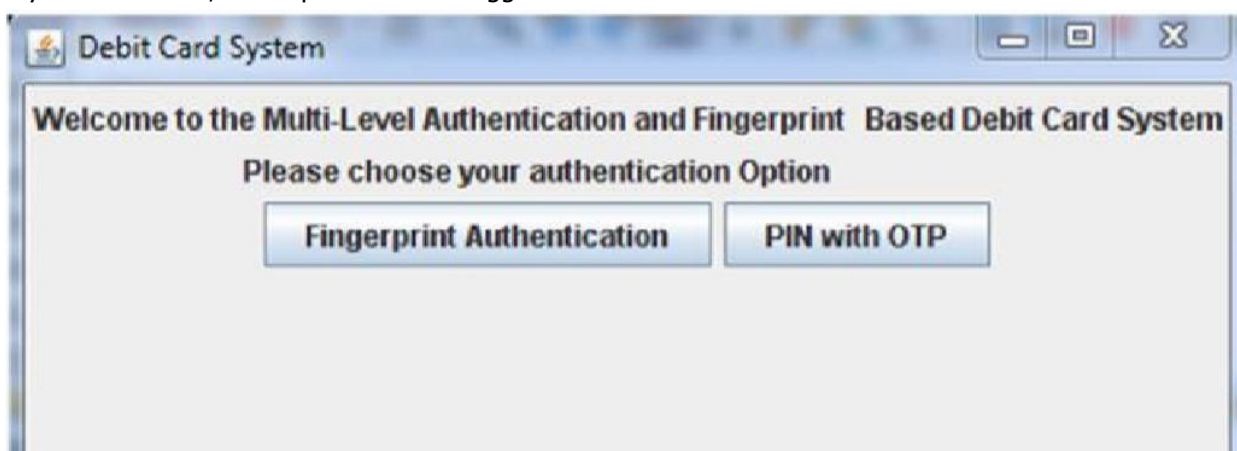 Debit Card System
Welcome to the Multi-Level Authentication and Fingerprint  Based Debit Card System
Please choose your authentication Option
Fingerprint Authentication PIN with OTP